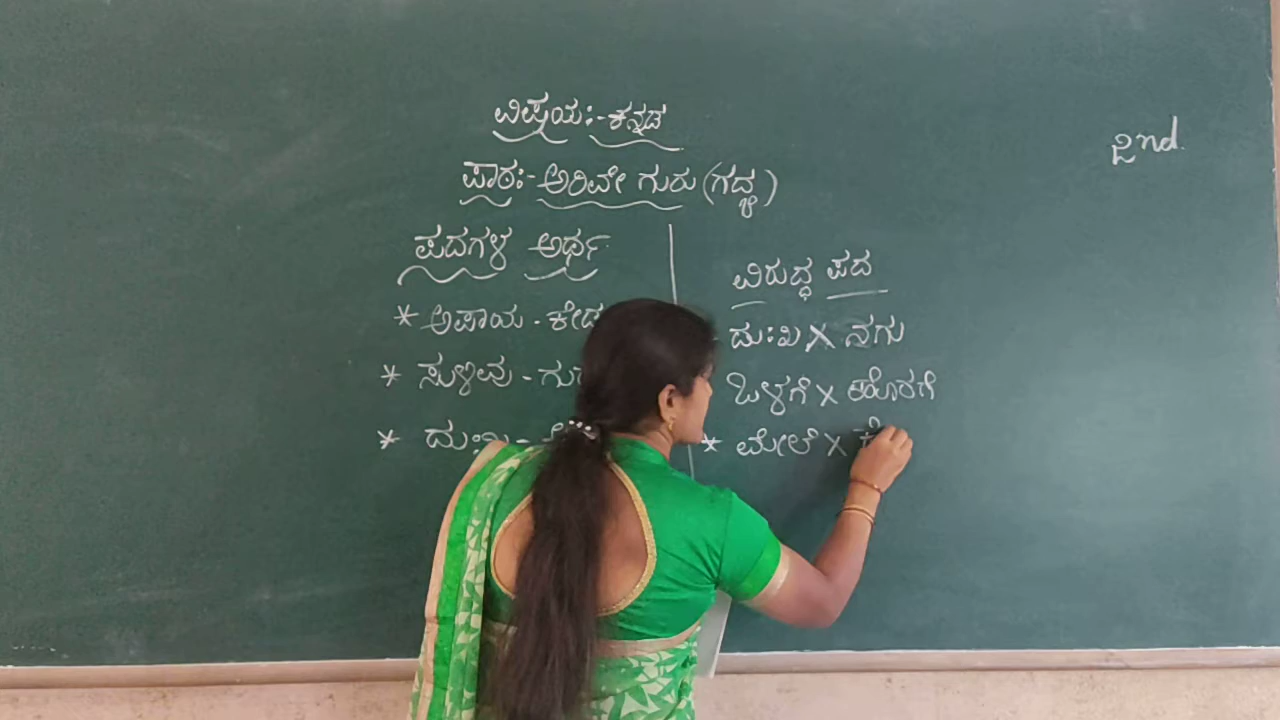 ವಿಷಯ:-ಕನ್ನಡ
2nd.
ಪಾಠ:- ಅರಿವೇ ಗುರು (ಗದ್ಯ)
ಪದಗಳ ಅರ್ಥ
* ಅಪಾಯ - ಕೇಡು
* ಸುಳಿವು -
* ದುಃಖ -
ವಿರುದ್ಧ ಪದ
ದುಃಖ X ನಗು
ಒಳಗೆ X ಹೊರಗೆ
* ಮೇಲೆ X